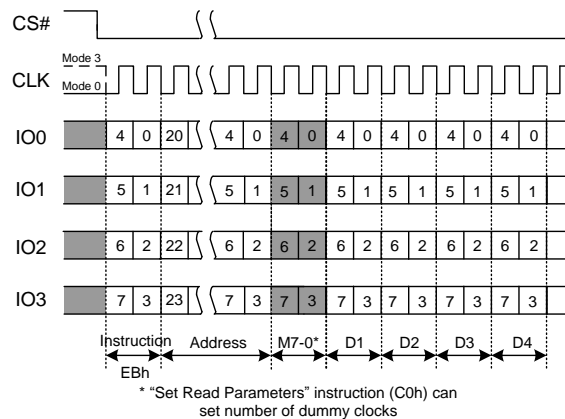 CS#
Mode 3
CLK
Mode 0
IO0 4 0 20 4 0 4 0 4 0 4 0 4 0 4 0
IO1 5 1 21 5 1 5 1 5 1 5 1 5 1 5 1
IO2 6 2 22 6 2 6 2 6 2 6 2 6 2 6 2
IO3 7 3 23 7 3 7 3 7 3 7 3 7 3 7 3
Instruction Address M7-0* D1 D2 D3 D4
EBh
* “Set Read Parameters” instruction (C0h) can
set number of dummy clocks